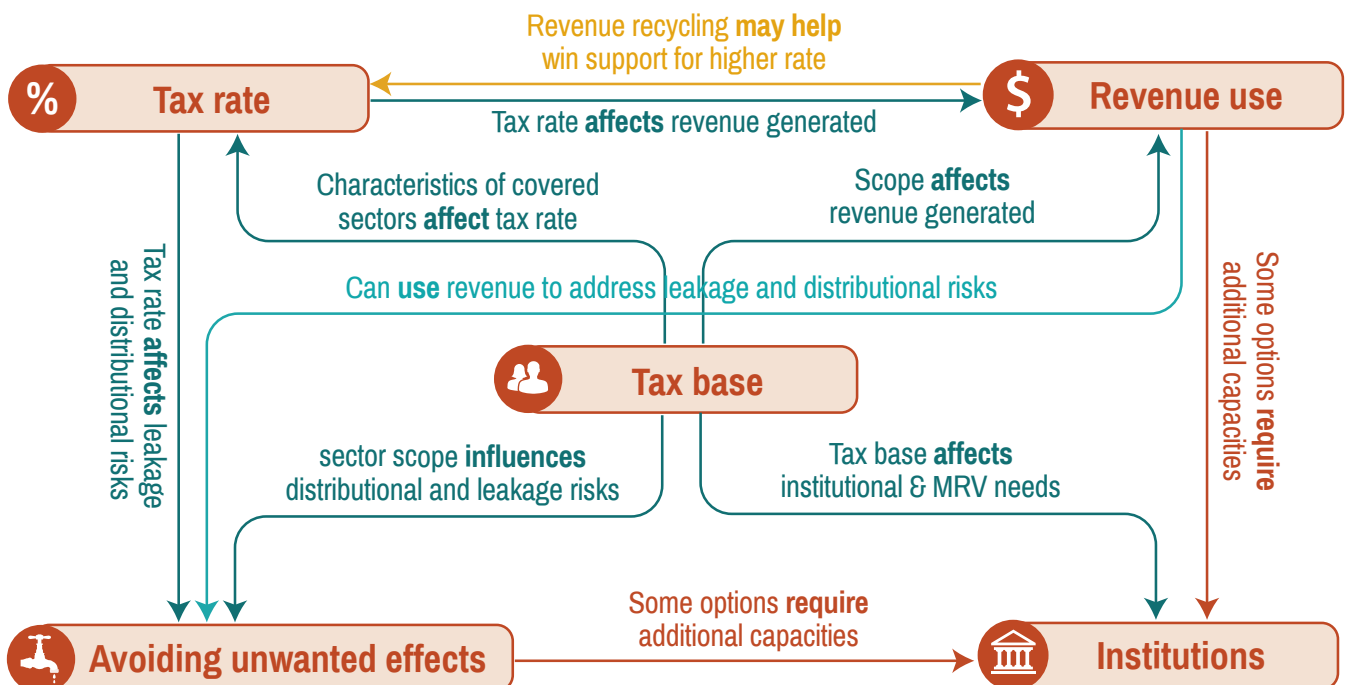 Revenue recycling may help
win support for higher rate
%
Tax rate
$
Revenue use
Tax rate affects revenue generated
Characteristics of covered
sectors affect tax rate
Scope affects
revenue generated
Tax rate affects leakage
and distributional risks
Can use revenue to address leakage and distributional risks
Some options require
additional capacities
Tax base
sector scope influences
distributional and leakage risks
Tax base affects
institutional & MRV needs
Some options require
additional capacities
Avoiding unwanted effects
Institutions